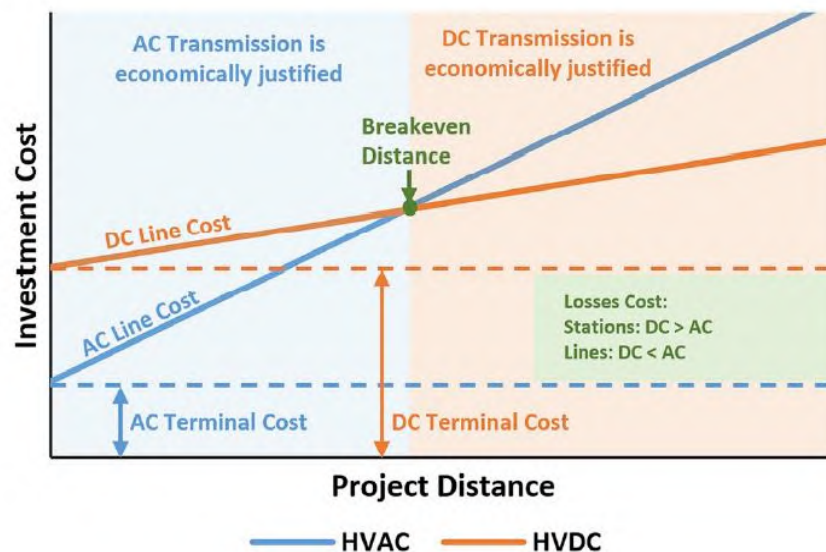 AC Transmission is
economically justified
DC Transmission is
economically justified
Breakeven
Distance
DC Line Cost
AC Line Cost
Losses Cost:
Stations: DC > AC
Lines: DC < AC
AC Terminal Cost
DC Terminal Cost
Investment Cost
Project Distance
HVAC
HVDC